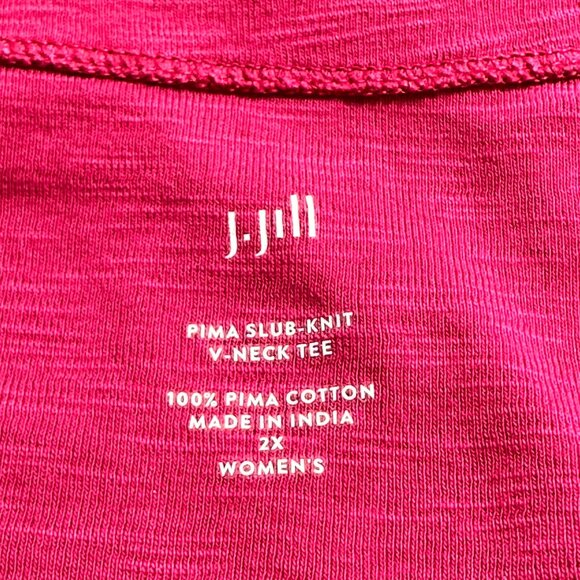 J.Jill
PIMA SLUB-KNIT
V-NECK TEE
100% PIMA COTTON
MADE IN INDIA
2X
WOMEN'S